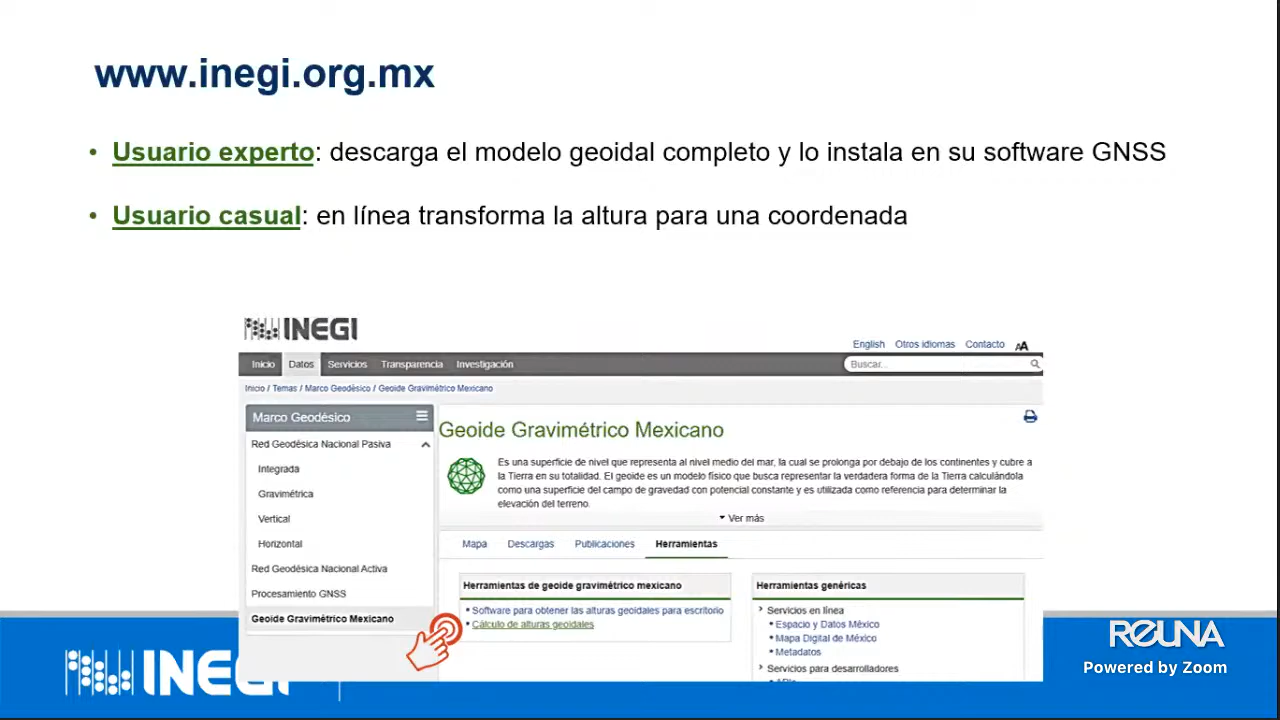 www.inegi.org.mx
• Usuario experto: descarga el modelo geoidal completo y lo instala en su software GNSS
• Usuario casual: en línea transforma la altura para una coordenada
INEGI
English Otros idiomas Contacto AA
Inicio Datos Servicios Transparencia Investigación Buscar...
Inicio / Temas / Marco Geodésico / Geoide Gravimétrico Mexicano
Marco Geodésico
Red Geodésica Nacional Pasiva
Integrada
Gravimétrica
Vertical
Horizontal
Red Geodésica Nacional Activa
Procesamiento GNSS
Geoide Gravimétrico Mexicano
Geoide Gravimétrico Mexicano
Es una superficie de nivel que representa al nivel medio del mar, la cual se prolonga por debajo de los continentes y cubre a
la Tierra en su totalidad. El geoide es un modelo físico que busca representar la verdadera forma de la Tierra calculándola
como una superficie del campo de gravedad con potencial constante y es utilizada como referencia para determinar la
elevación del terreno.
Ver más
Mapa Descargas Publicaciones Herramientas
Herramientas de geoide gravimétrico mexicano
• Software para obtener las alturas geoidales para escritorio
• Cálculo de alturas geoidales
Herramientas genéricas
Servicios en línea
• Espacio y Datos México
• Mapa Digital de México
• Metadatos
Servicios para desarrolladores
INEGI
REUNA
Powered by Zoom